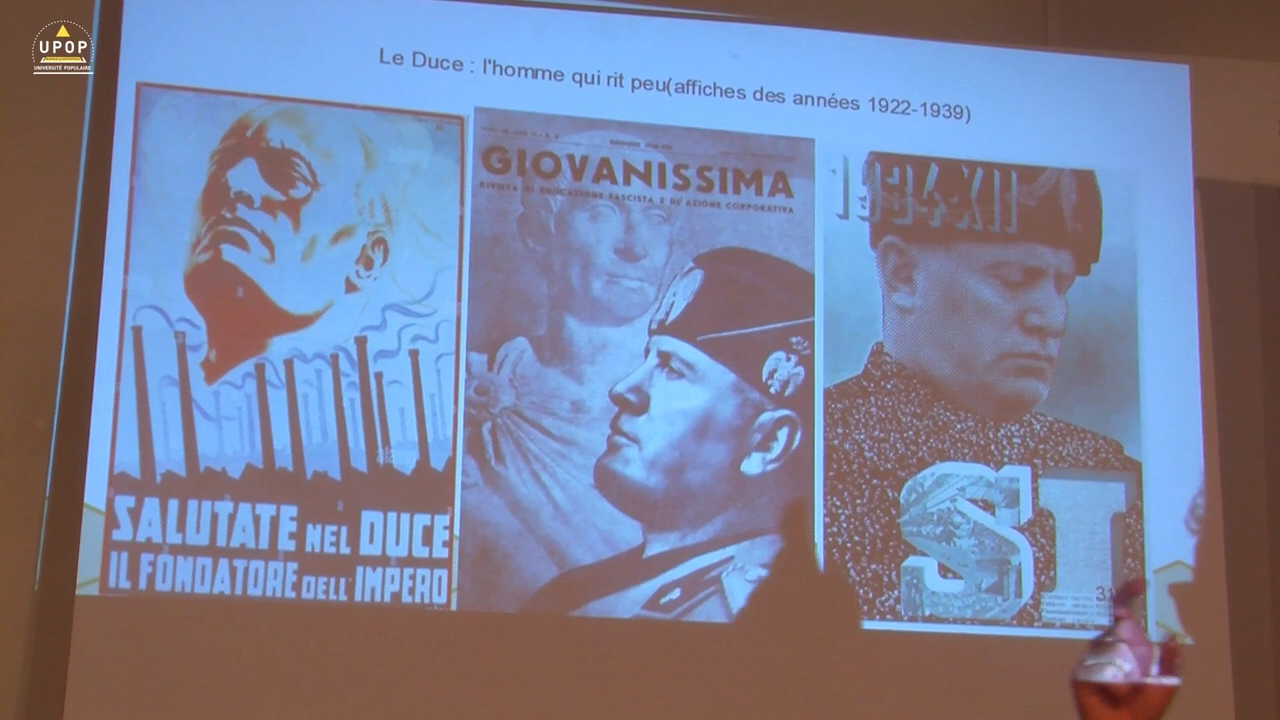 UPOP
UNIVERSITÉ POPULAIRE
Le Duce : l'homme qui rit peu(affiches des années 1922-1939)
SALUTATE NEL DUCE
IL FONDATORE DELL'IMPERO
GIOVANISSIMA
RIVISTA DI EDUCAZIONE FASCISTA E DI AZIONE CORPORATIVA
1934·XII
SI
31